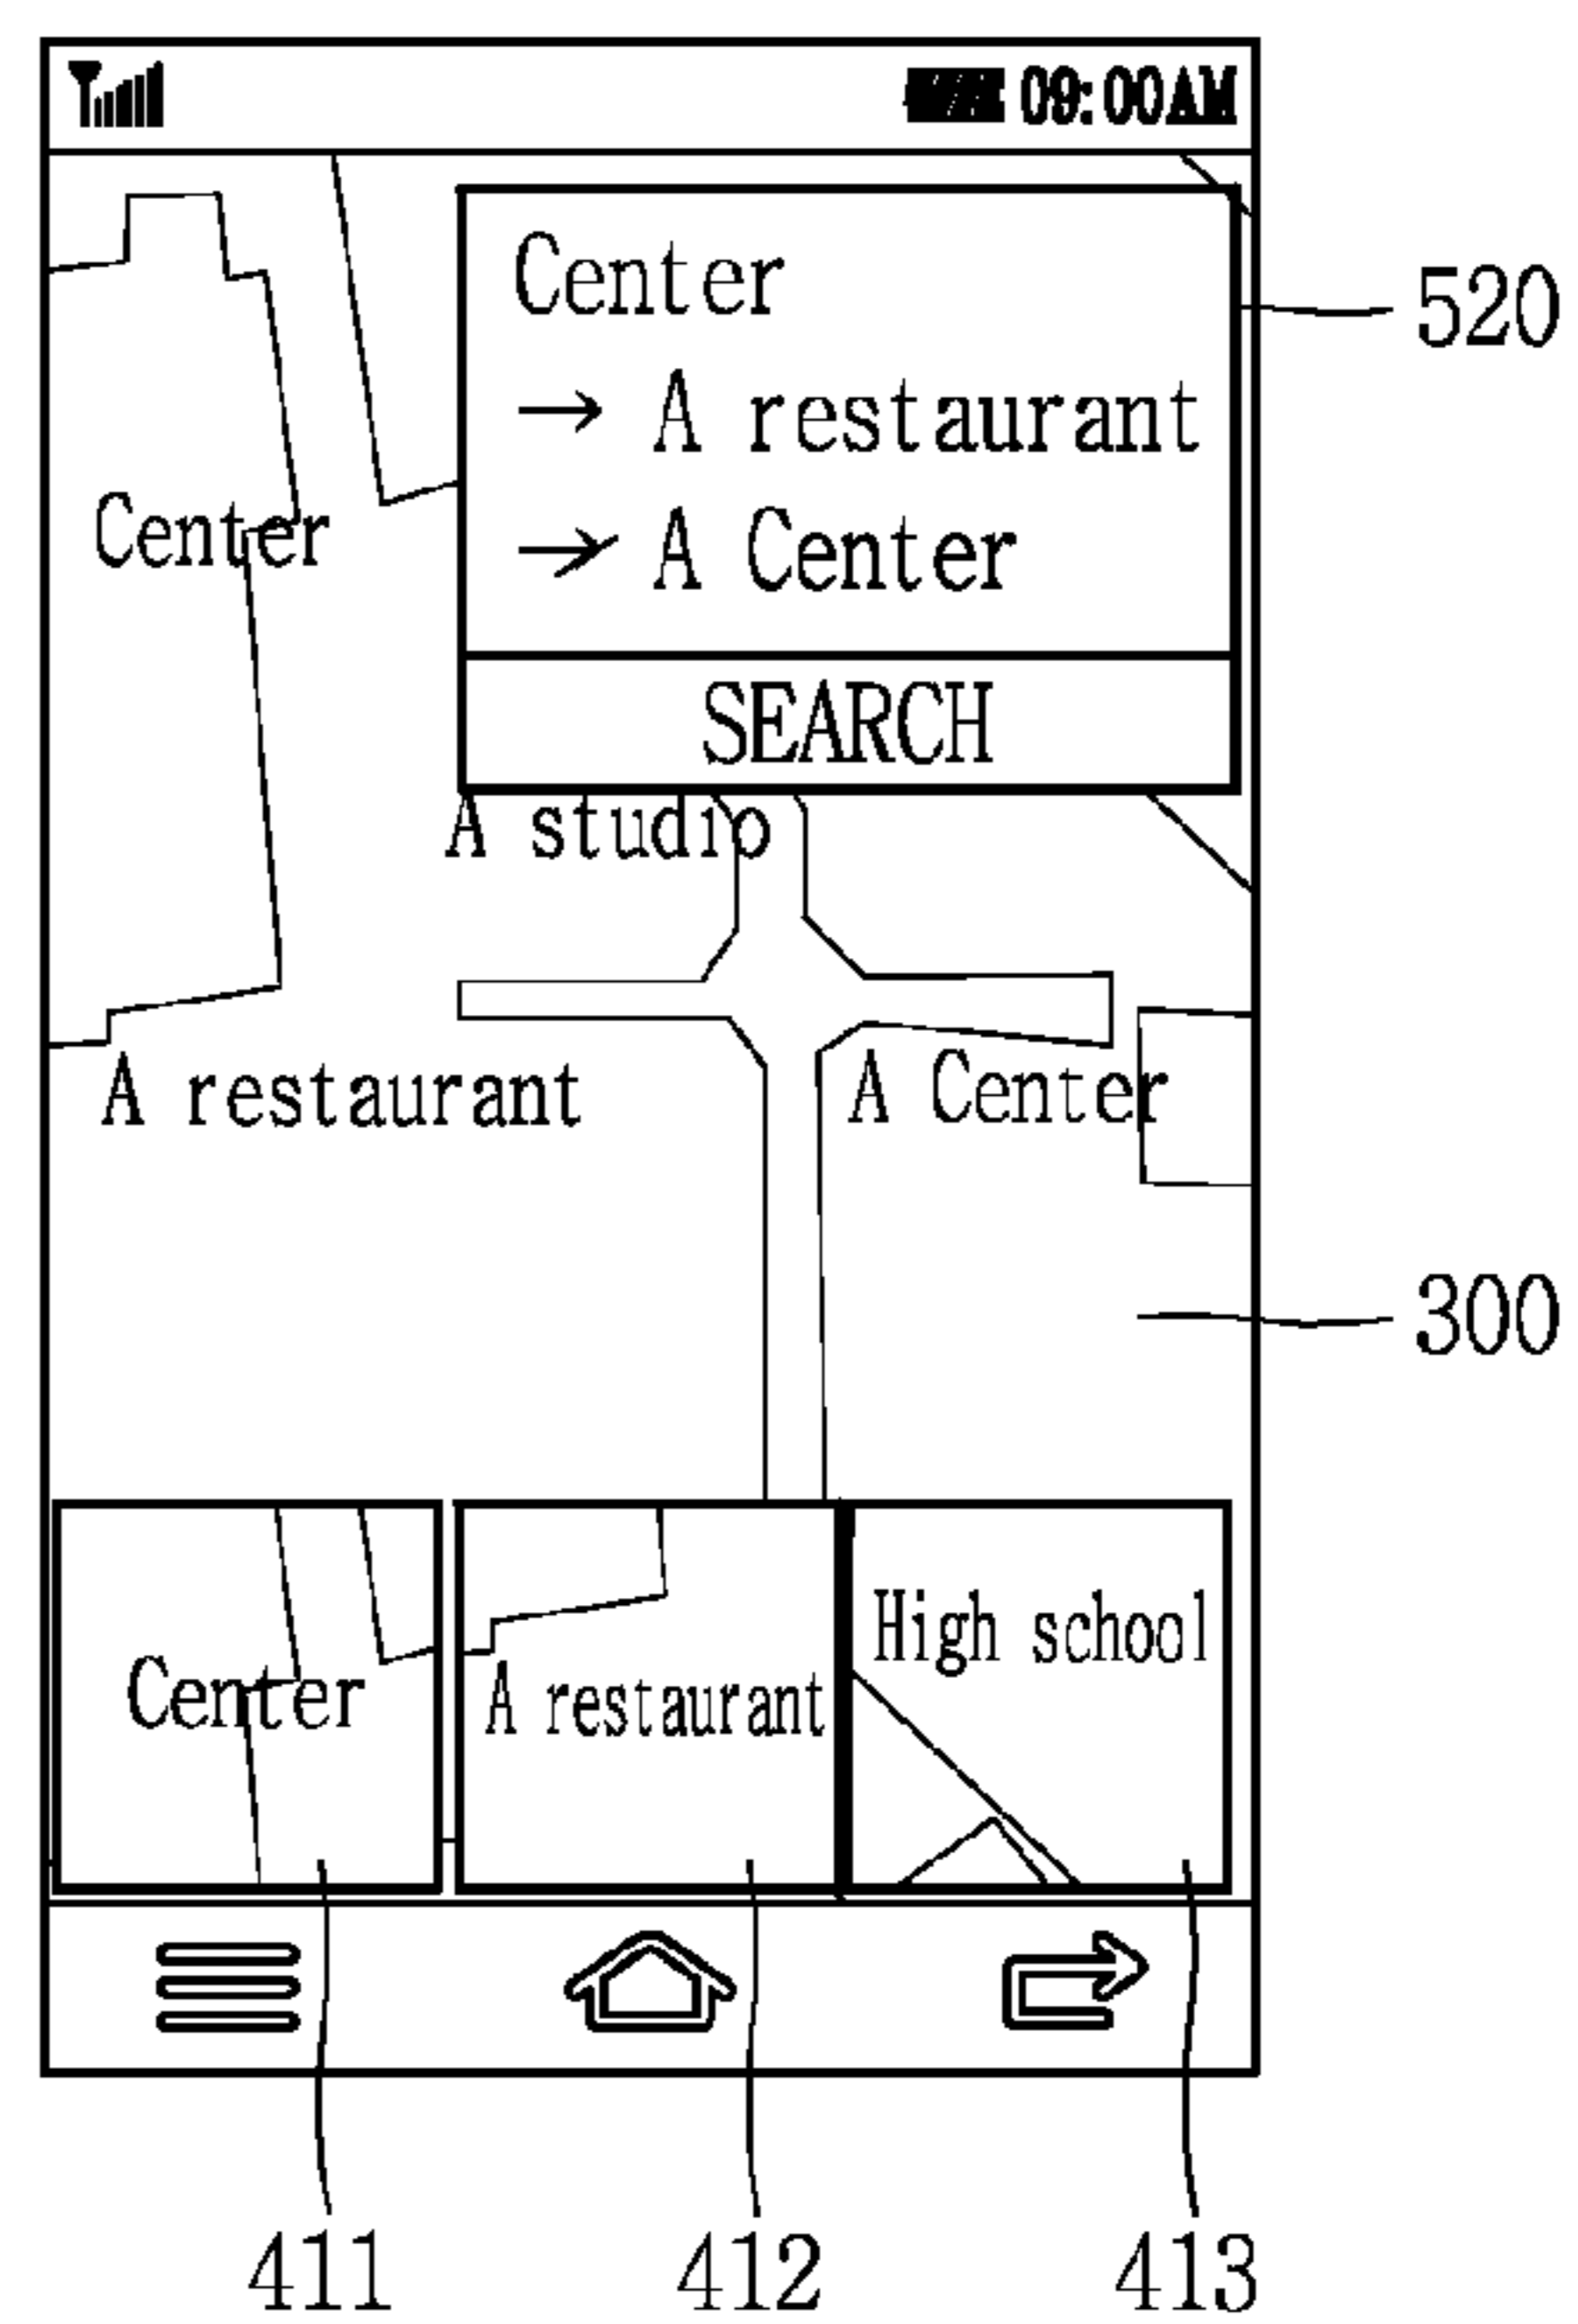 09:00AM
Center
→ A restaurant
→ A Center
SEARCH
520
Center
A studio
A restaurant
A Center
300
Center
A restaurant
High school
411
412
413